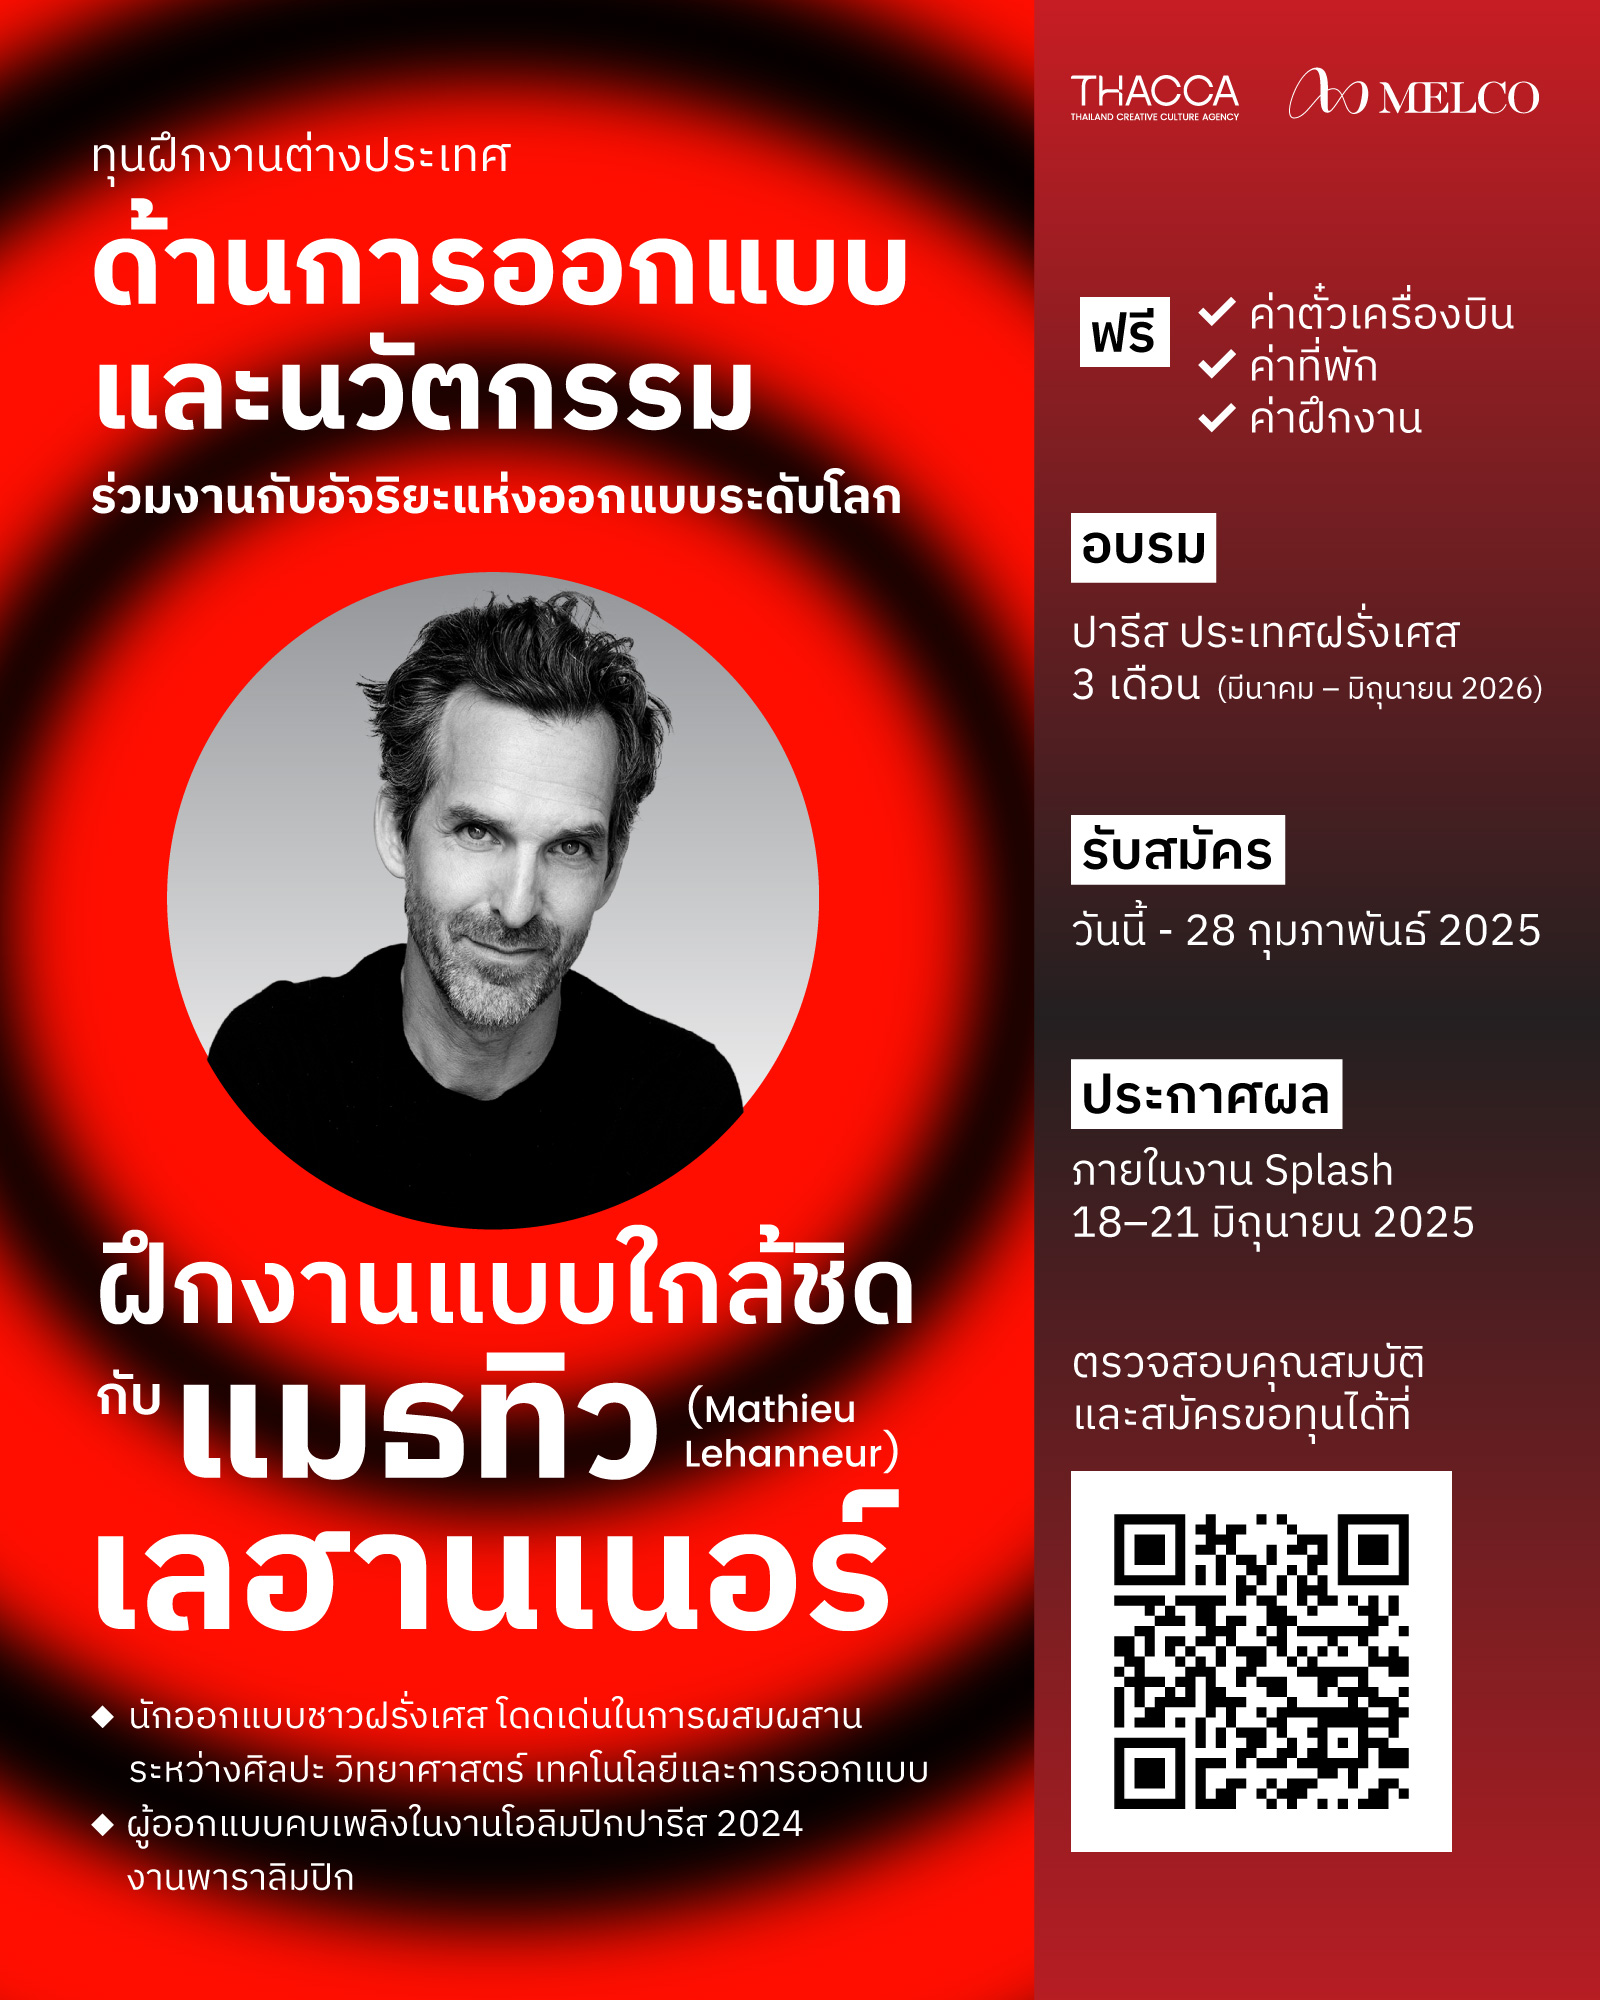 ทุนฝึกงานต่างประเทศ
ด้านการออกแบบ
และนวัตกรรม
ร่วมงานกับอัจริยะแห่งออกแบบระดับโลก
ฝึกงานแบบใกล้ชิด
กับ แมธทิว (Mathieu
Lehanneur)
เลฮานเนอร์
◆ นักออกแบบชาวฝรั่งเศส โดดเด่นในการผสมผสาน
ระหว่างศิลปะ วิทยาศาสตร์ เทคโนโลยีและการออกแบบ
◆ ผู้ออกแบบคบเพลิงในงานโอลิมปิกปารีส 2024
งานพาราลิมปิก
THACCA
THAILAND CREATIVE CULTURE AGENCY
MELCO
ฟรี
✓ ค่าตั๋วเครื่องบิน
✓ ค่าที่พัก
✓ ค่าฝึกงาน
อบรม
ปารีส ประเทศฝรั่งเศส
3 เดือน (มีนาคม – มิถุนายน 2026)
รับสมัคร
วันนี้ - 28 กุมภาพันธ์ 2025
ประกาศผล
ภายในงาน Splash
18–21 มิถุนายน 2025
ตรวจสอบคุณสมบัติ
และสมัครขอทุนได้ที่